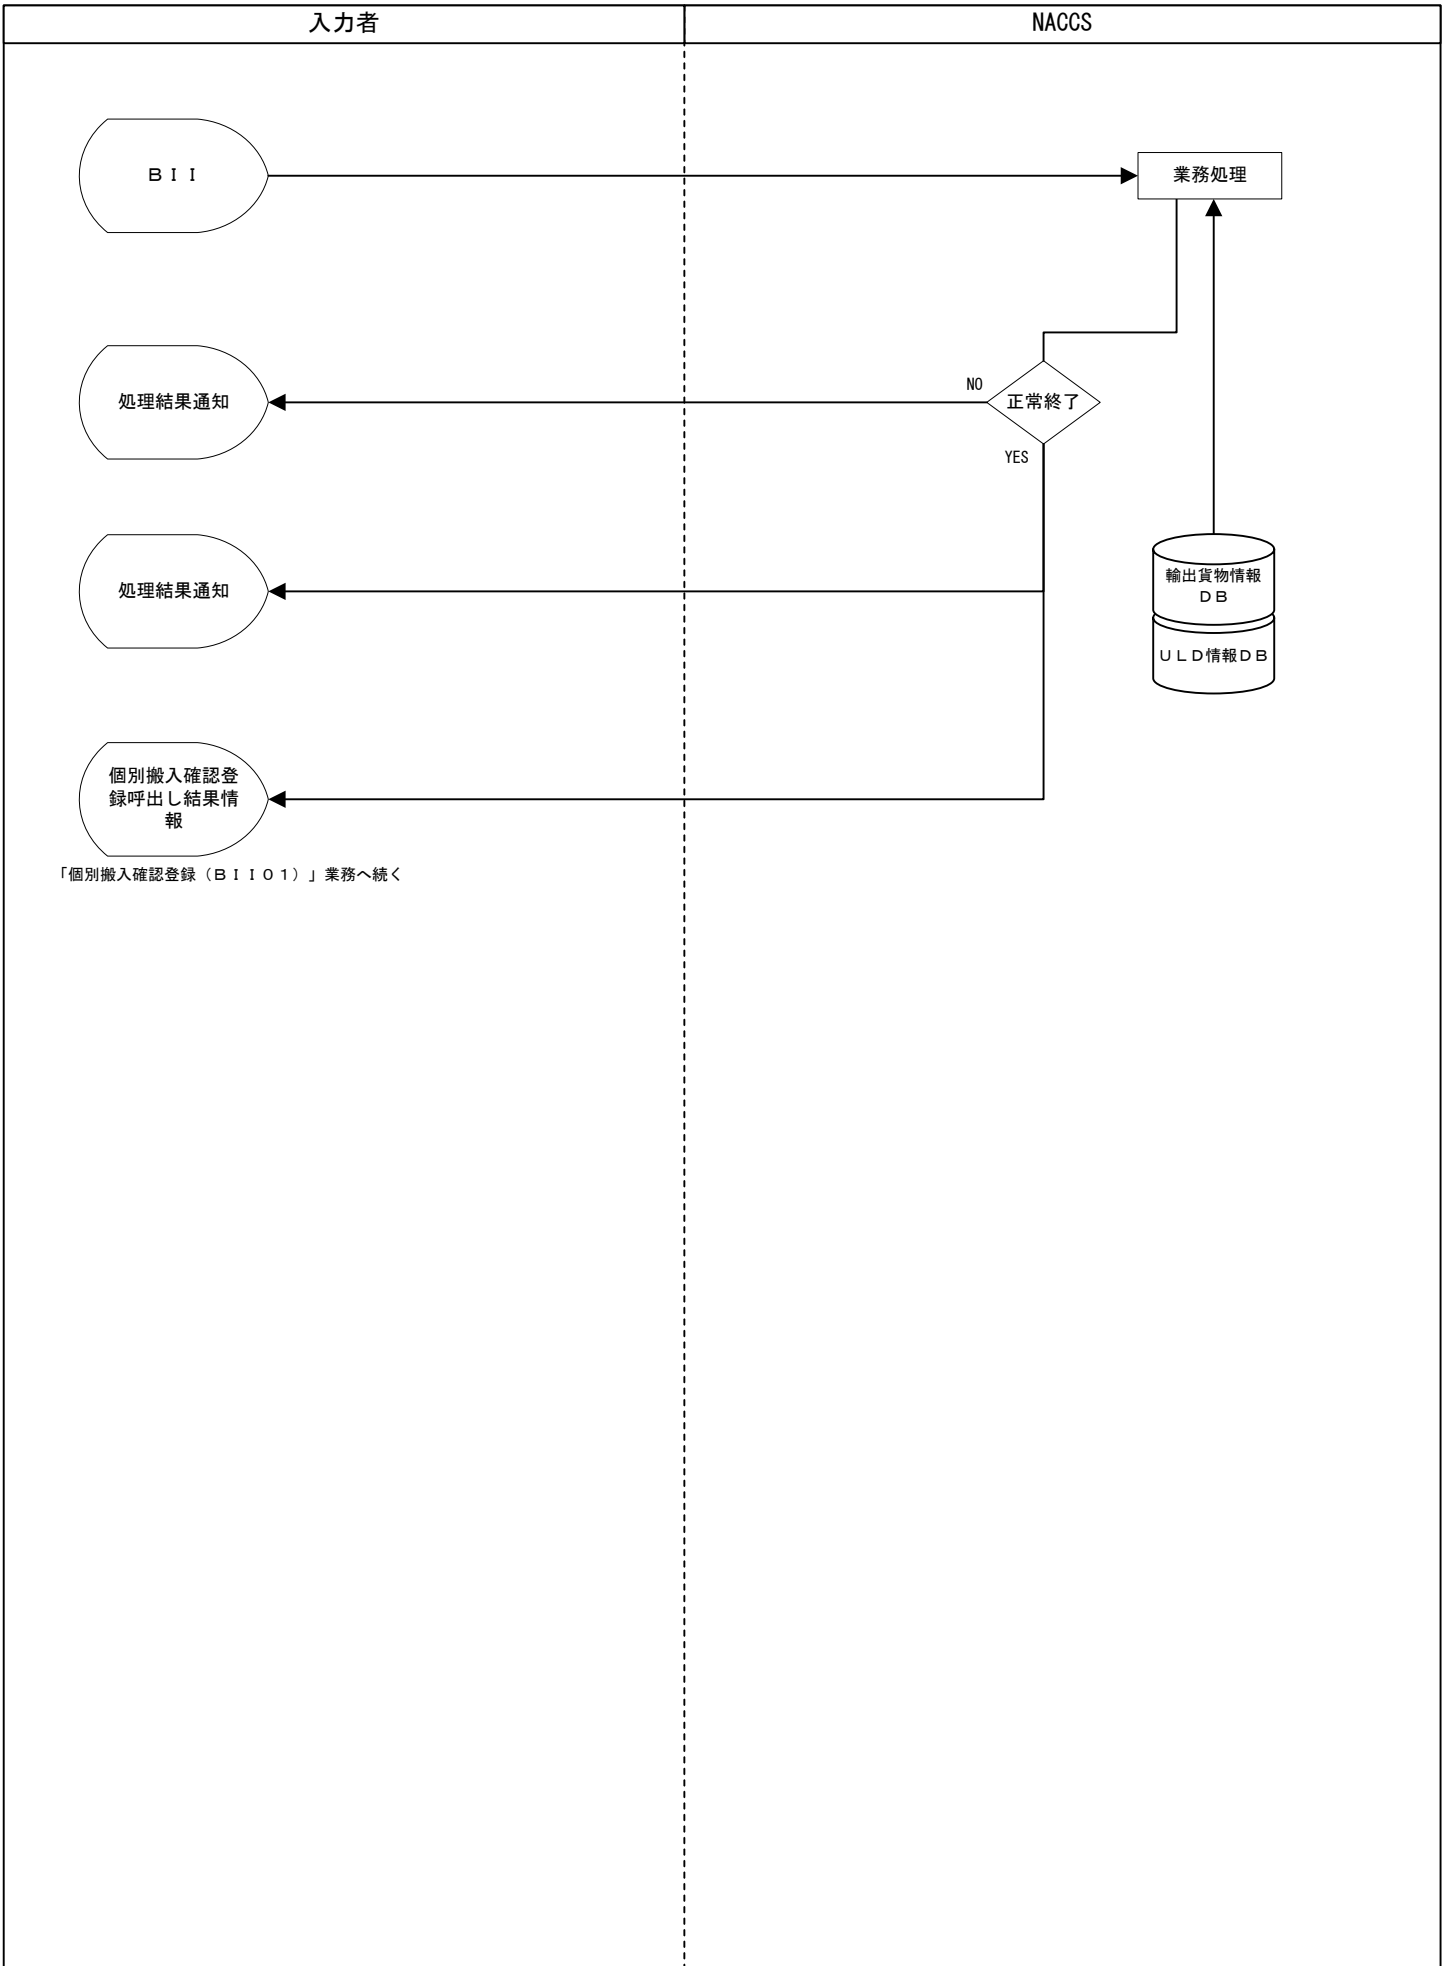 入力者
NACCS
ＢＩＩ
業務処理
処理結果通知
NO
正常終了
YES
処理結果通知
輸出貨物情報
ＤＢ
ＵＬＤ情報ＤＢ
個別搬入確認登
録呼出し結果情
報
「個別搬入確認登録（ＢＩＩ０１）」業務へ続く